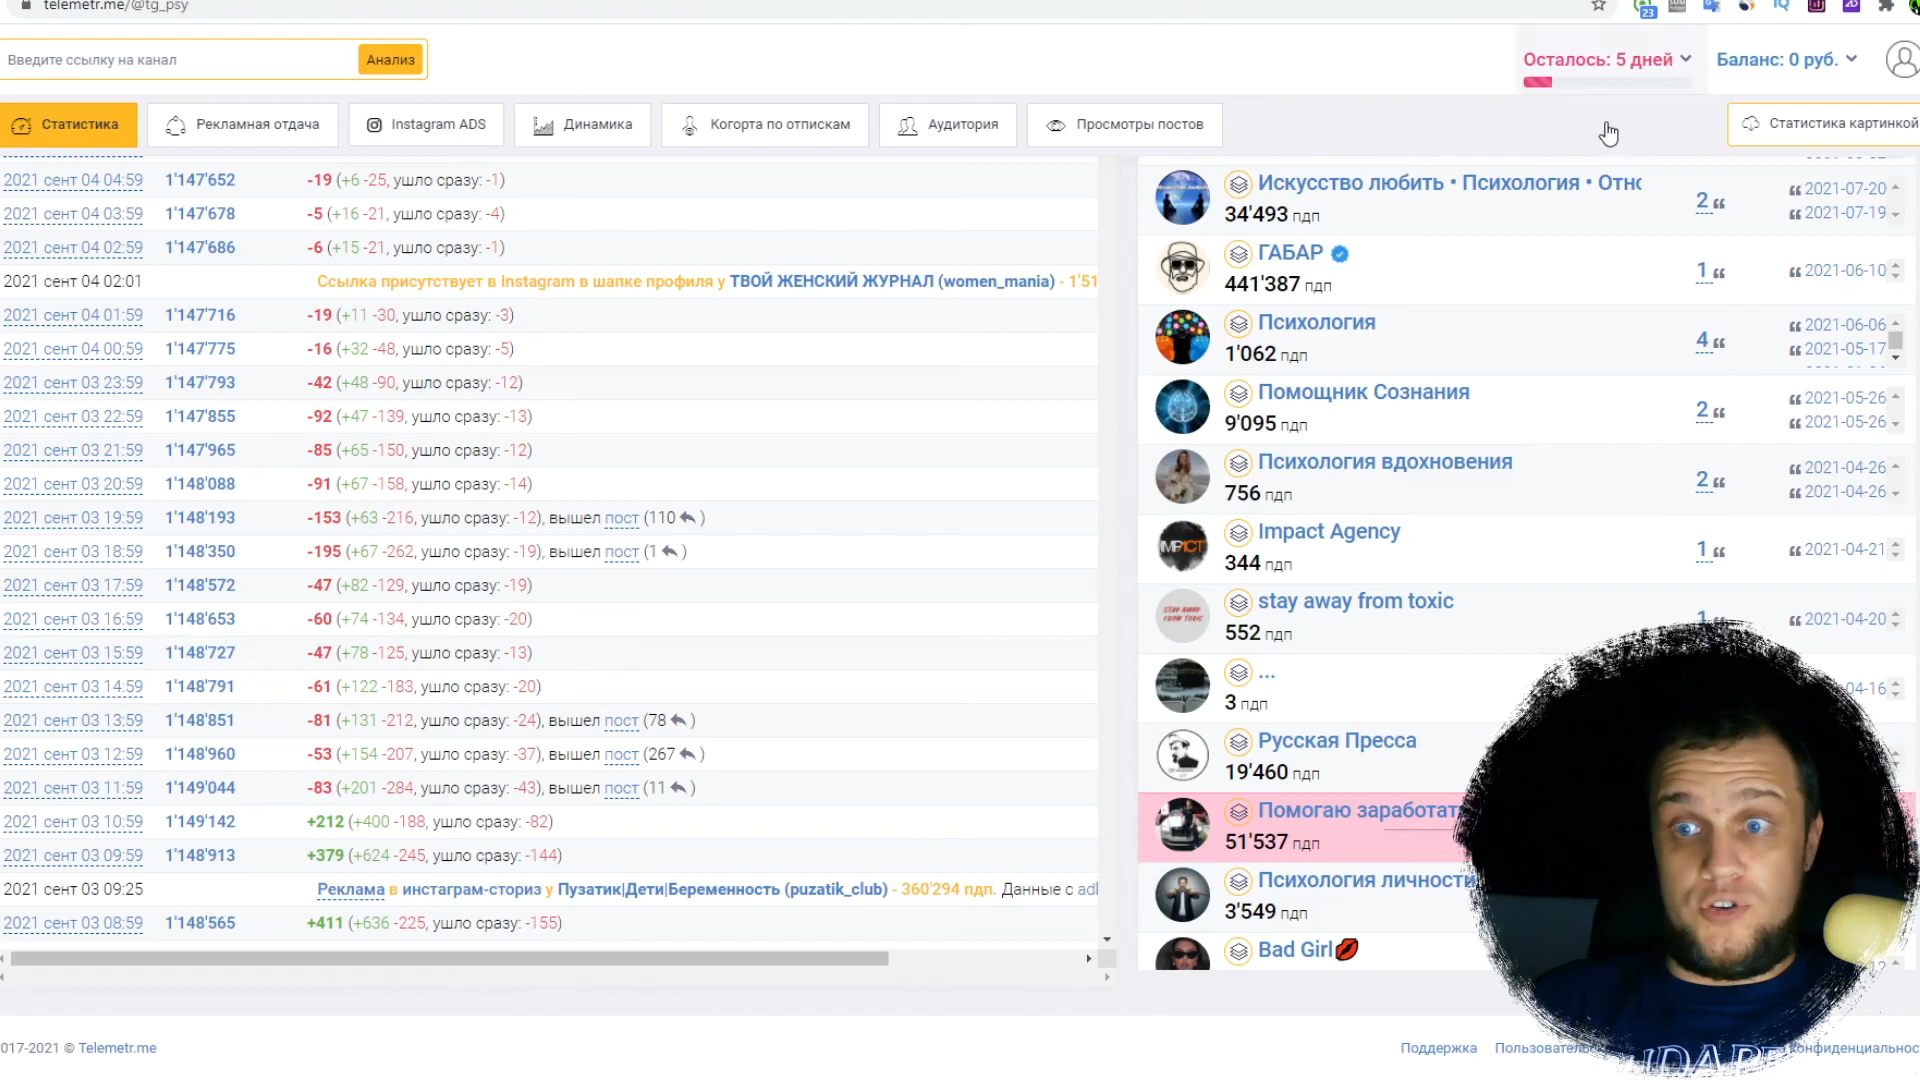 telemetr.me/@tg_psy
23
IQ
Введите ссылку на канал
Анализ
Осталось: 5 дней
Баланс: 0 руб.
Статистика
Рекламная отдача
Instagram ADS
Динамика
Когорта по отпискам
Аудитория
Просмотры постов
Статистика картинкой
2021 сент 04 04:59 1'147'652 -19 (+6 -25, ушло сразу: -1)
2021 сент 04 03:59 1'147'678 -5 (+16 -21, ушло сразу: -4)
2021 сент 04 02:59 1'147'686 -6 (+15 -21, ушло сразу: -1)
2021 сент 04 02:01 Ссылка присутствует в Instagram в шапке профиля у ТВОЙ ЖЕНСКИЙ ЖУРНАЛ (women_mania) - 1'51
2021 сент 04 01:59 1'147'716 -19 (+11 -30, ушло сразу: -3)
2021 сент 04 00:59 1'147'775 -16 (+32 -48, ушло сразу: -5)
2021 сент 03 23:59 1'147'793 -42 (+48 -90, ушло сразу: -12)
2021 сент 03 22:59 1'147'855 -92 (+47 -139, ушло сразу: -13)
2021 сент 03 21:59 1'147'965 -85 (+65 -150, ушло сразу: -12)
2021 сент 03 20:59 1'148'088 -91 (+67 -158, ушло сразу: -14)
2021 сент 03 19:59 1'148'193 -153 (+63 -216, ушло сразу: -12), вышел пост (110 )
2021 сент 03 18:59 1'148'350 -195 (+67 -262, ушло сразу: -19), вышел пост (1 )
2021 сент 03 17:59 1'148'572 -47 (+82 -129, ушло сразу: -19)
2021 сент 03 16:59 1'148'653 -60 (+74 -134, ушло сразу: -20)
2021 сент 03 15:59 1'148'727 -47 (+78 -125, ушло сразу: -13)
2021 сент 03 14:59 1'148'791 -61 (+122 -183, ушло сразу: -20)
2021 сент 03 13:59 1'148'851 -81 (+131 -212, ушло сразу: -24), вышел пост (78 )
2021 сент 03 12:59 1'148'960 -53 (+154 -207, ушло сразу: -37), вышел пост (267 )
2021 сент 03 11:59 1'149'044 -83 (+201 -284, ушло сразу: -43), вышел пост (11 )
2021 сент 03 10:59 1'149'142 +212 (+400 -188, ушло сразу: -82)
2021 сент 03 09:59 1'148'913 +379 (+624 -245, ушло сразу: -144)
2021 сент 03 09:25 Реклама в инстаграм-сториз у Пузатик|Дети|Беременность (puzatik_club) - 360'294 пдп. Данные с adl
2021 сент 03 08:59 1'148'565 +411 (+636 -225, ушло сразу: -155)
Искусство любить • Психология • Отнс
34'493 пдп
2 “
“ 2021-07-20
“ 2021-07-19
ГАБАР
441'387 пдп
1 “
“ 2021-06-10
Психология
1'062 пдп
4 “
“ 2021-06-06
“ 2021-05-17
Помощник Сознания
9'095 пдп
2 “
“ 2021-05-26
“ 2021-05-26
Психология вдохновения
756 пдп
2 “
“ 2021-04-26
“ 2021-04-26
IMPACT
Impact Agency
344 пдп
1 “
“ 2021-04-21
STAY AWAY
FROM TOXIC
stay away from toxic
552 пдп
1
“ 2021-04-20
...
3 пдп
04-16
Русская Пресса
19'460 пдп
Помогаю заработат
51'537 пдп
Психология личности
3'549 пдп
Bad Girl
017-2021 © Telemetr.me
Поддержка
Пользовате
конфиденциальнос